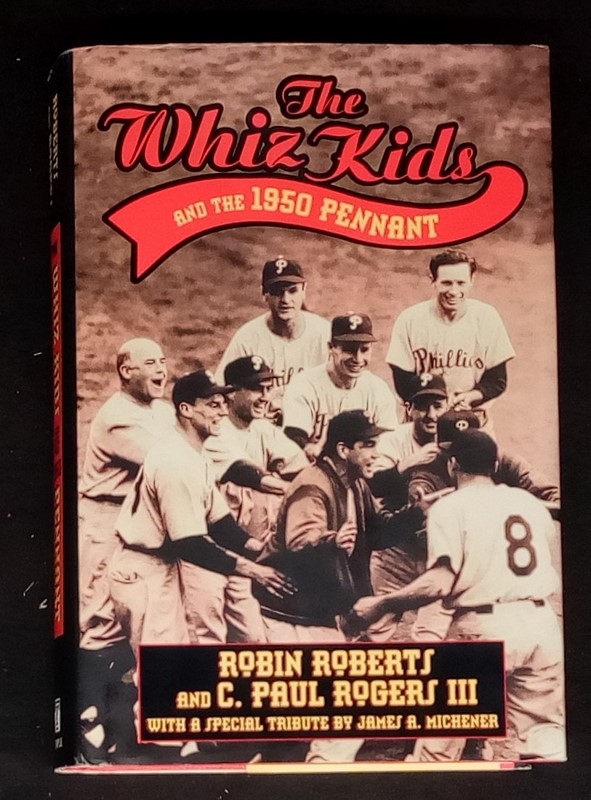 The
Whiz Kids
AND THE 1950 PENNANT
P
P
P
P
Phillies
8
ROBIN ROBERTS
AND C. PAUL ROGERS III
WITH A SPECIAL TRIBUTE BY JAMES A. MICHENER